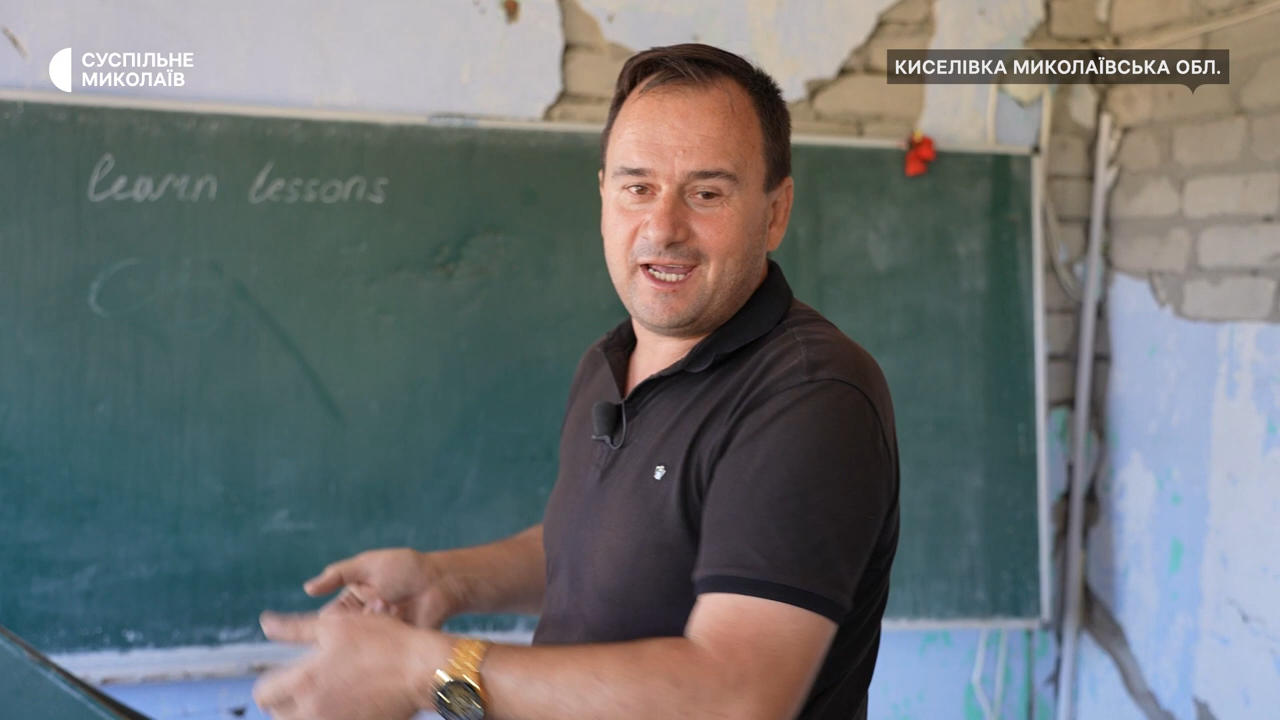 СУСПІЛЬНЕ
МИКОЛАЇВ
КИСЕЛІВКА МИКОЛАЇВСЬКА ОБЛ.
learn lessons